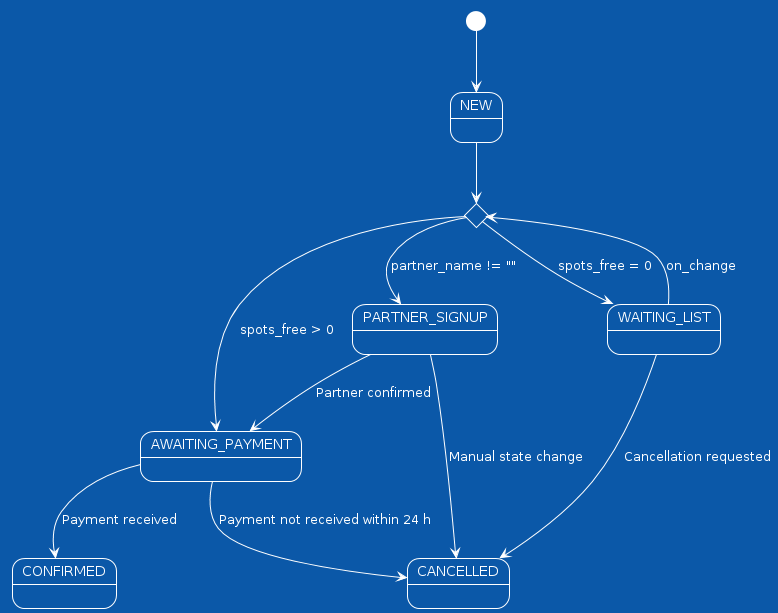 NEW
partner_name != ""
spots_free = 0
on_change
PARTNER_SIGNUP
WAITING_LIST
spots_free > 0
Partner confirmed
AWAITING_PAYMENT
Manual state change
Cancellation requested
Payment received
Payment not received within 24 h
CONFIRMED
CANCELLED